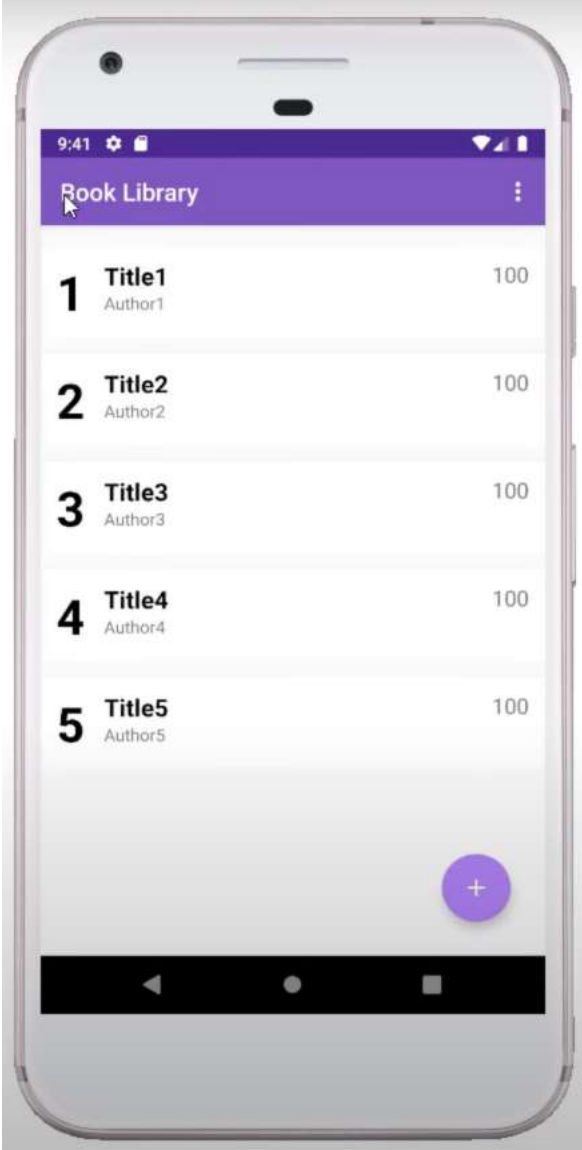 9:41
Book Library
1
Title1
100
Author1
2
Title2
100
Author2
3
Title3
100
Author3
4
Title4
100
Author4
5
Title5
100
Author5
+